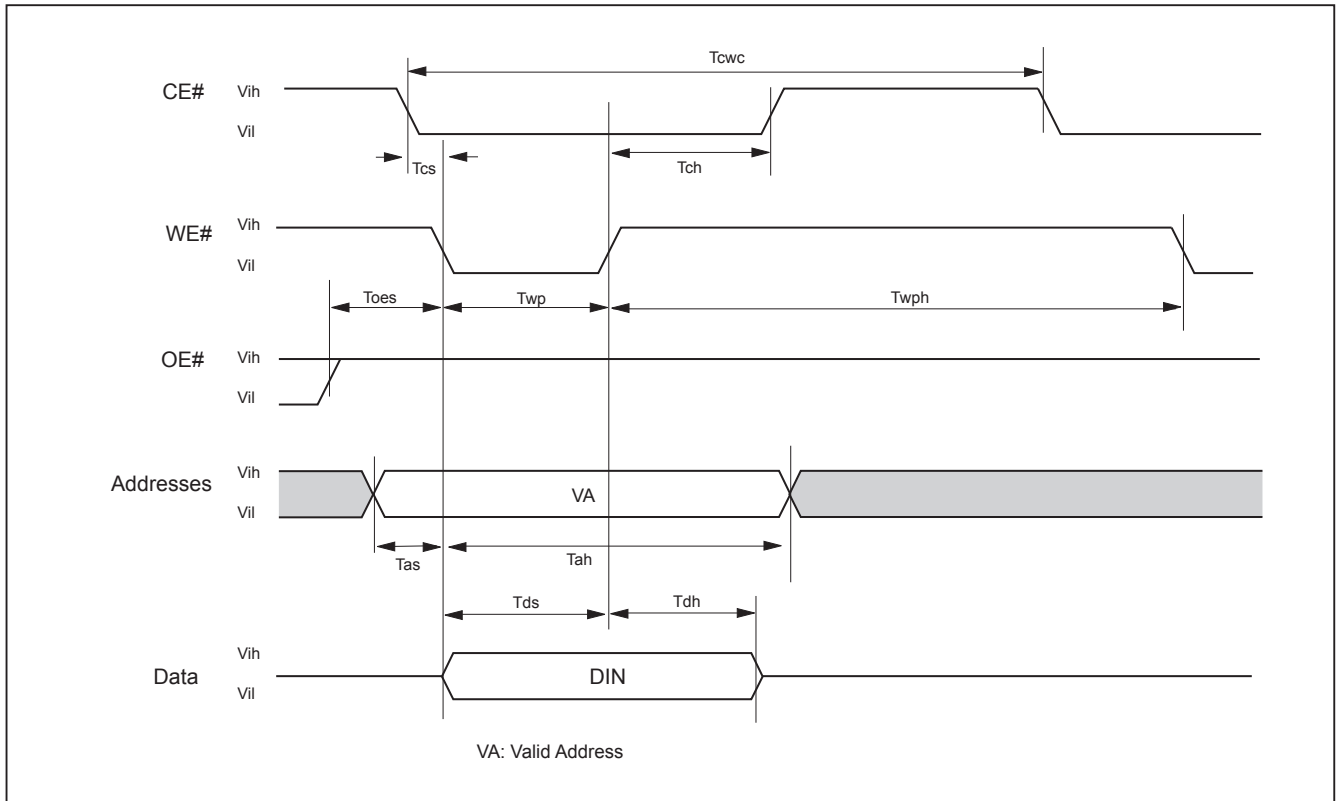 Tcwc
CE# Vih
Vil
Tcs Tch
WE# Vih
Vil
Toes Twp Twph
OE# Vih
Vil
Addresses Vih
VA
Vil
Tas Tah
Tds Tdh
Vih
Data DIN
Vil
VA: Valid Address